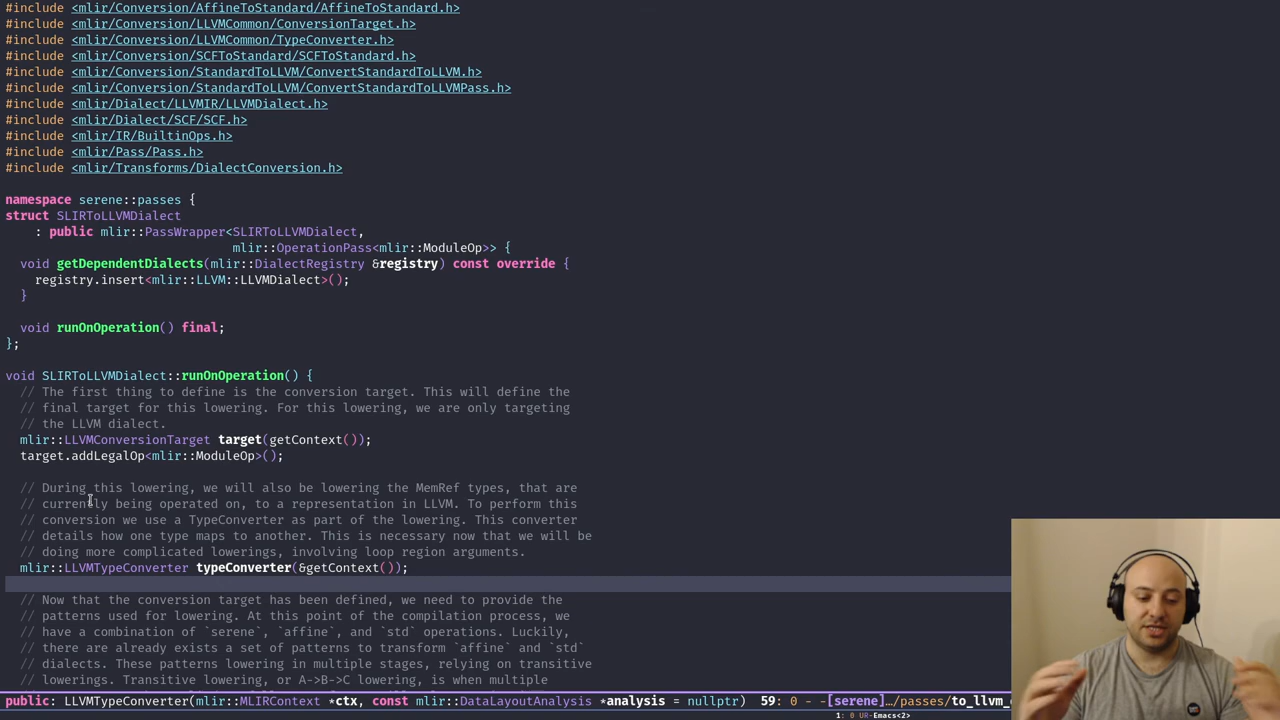 #include <mlir/Conversion/AffineToStandard/AffineToStandard.h>
#include <mlir/Conversion/LLVMCommon/ConversionTarget.h>
#include <mlir/Conversion/LLVMCommon/TypeConverter.h>
#include <mlir/Conversion/SCFToStandard/SCFToStandard.h>
#include <mlir/Conversion/StandardToLLVM/ConvertStandardToLLVM.h>
#include <mlir/Conversion/StandardToLLVM/ConvertStandardToLLVMPass.h>
#include <mlir/Dialect/LLVMIR/LLVMDialect.h>
#include <mlir/Dialect/SCF/SCF.h>
#include <mlir/IR/BuiltinOps.h>
#include <mlir/Pass/Pass.h>
#include <mlir/Transforms/DialectConversion.h>
namespace serene::passes {
struct SLIRToLLVMDialect
: public mlir::PassWrapper<SLIRToLLVMDialect,
mlir::OperationPass<mlir::ModuleOp>> {
void getDependentDialects(mlir::DialectRegistry &registry) const override {
registry.insert<mlir::LLVM::LLVMDialect>();
}
void runOnOperation() final;
};
void SLIRToLLVMDialect::runOnOperation() {
// The first thing to define is the conversion target. This will define the
// final target for this lowering. For this lowering, we are only targeting
// the LLVM dialect.
mlir::LLVMConversionTarget target(getContext());
target.addLegalOp<mlir::ModuleOp>();
// During this lowering, we will also be lowering the MemRef types, that are
// currently being operated on, to a representation in LLVM. To perform this
// conversion we use a TypeConverter as part of the lowering. This converter
// details how one type maps to another. This is necessary now that we will be
// doing more complicated lowerings, involving loop region arguments.
mlir::LLVMTypeConverter typeConverter(&getContext());
// Now that the conversion target has been defined, we need to provide the
// patterns used for lowering. At this point of the compilation process, we
// have a combination of `serene`, `affine`, and `std` operations. Luckily,
// there are already exists a set of patterns to transform `affine` and `std`
// dialects. These patterns lowering in multiple stages, relying on transitive
// lowerings. Transitive lowering, or A->B->C lowering, is when multiple
public: LLVMTypeConverter(mlir::MLIRContext *ctx, const mlir::DataLayoutAnalysis *analysis = nullptr) 59: 0 - -[serene]…/passes/to_llvm_
1: 0 UR-Emacs<2>